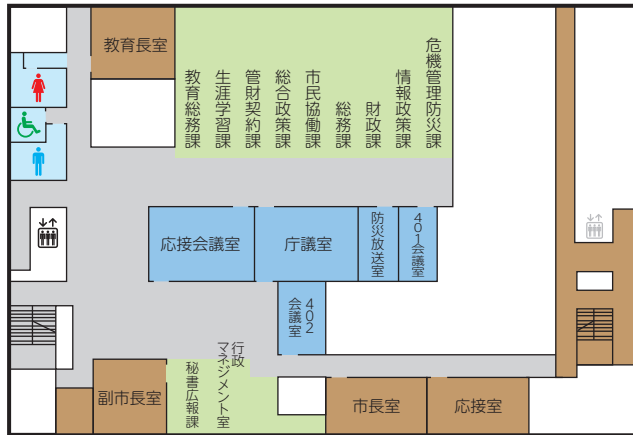 教育長室
教育総務課
生涯学習課
管財契約課
総合政策課
市民協働課
総務課
財政課
情報政策課
危機管理防災課
応接会議室
庁議室
防災放送室
401会議室
402
会議室
行政
マネジメント室
秘書広報課
副市長室
市長室
応接室